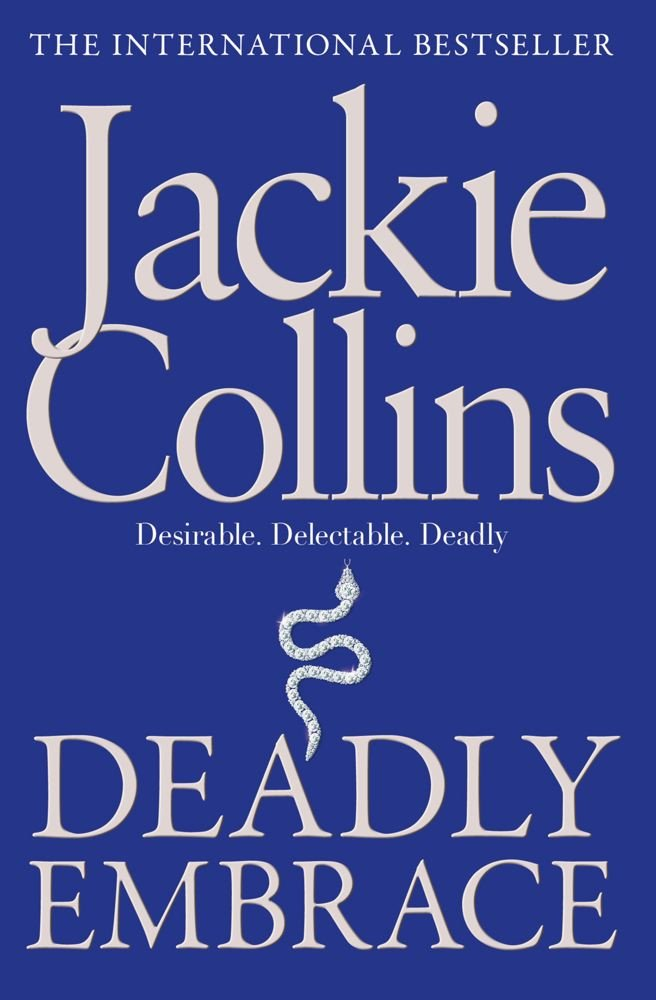 THE INTERNATIONAL BESTSELLER
Jackie
Collins
Desirable. Delectable. Deadly
DEADLY
EMBRACE